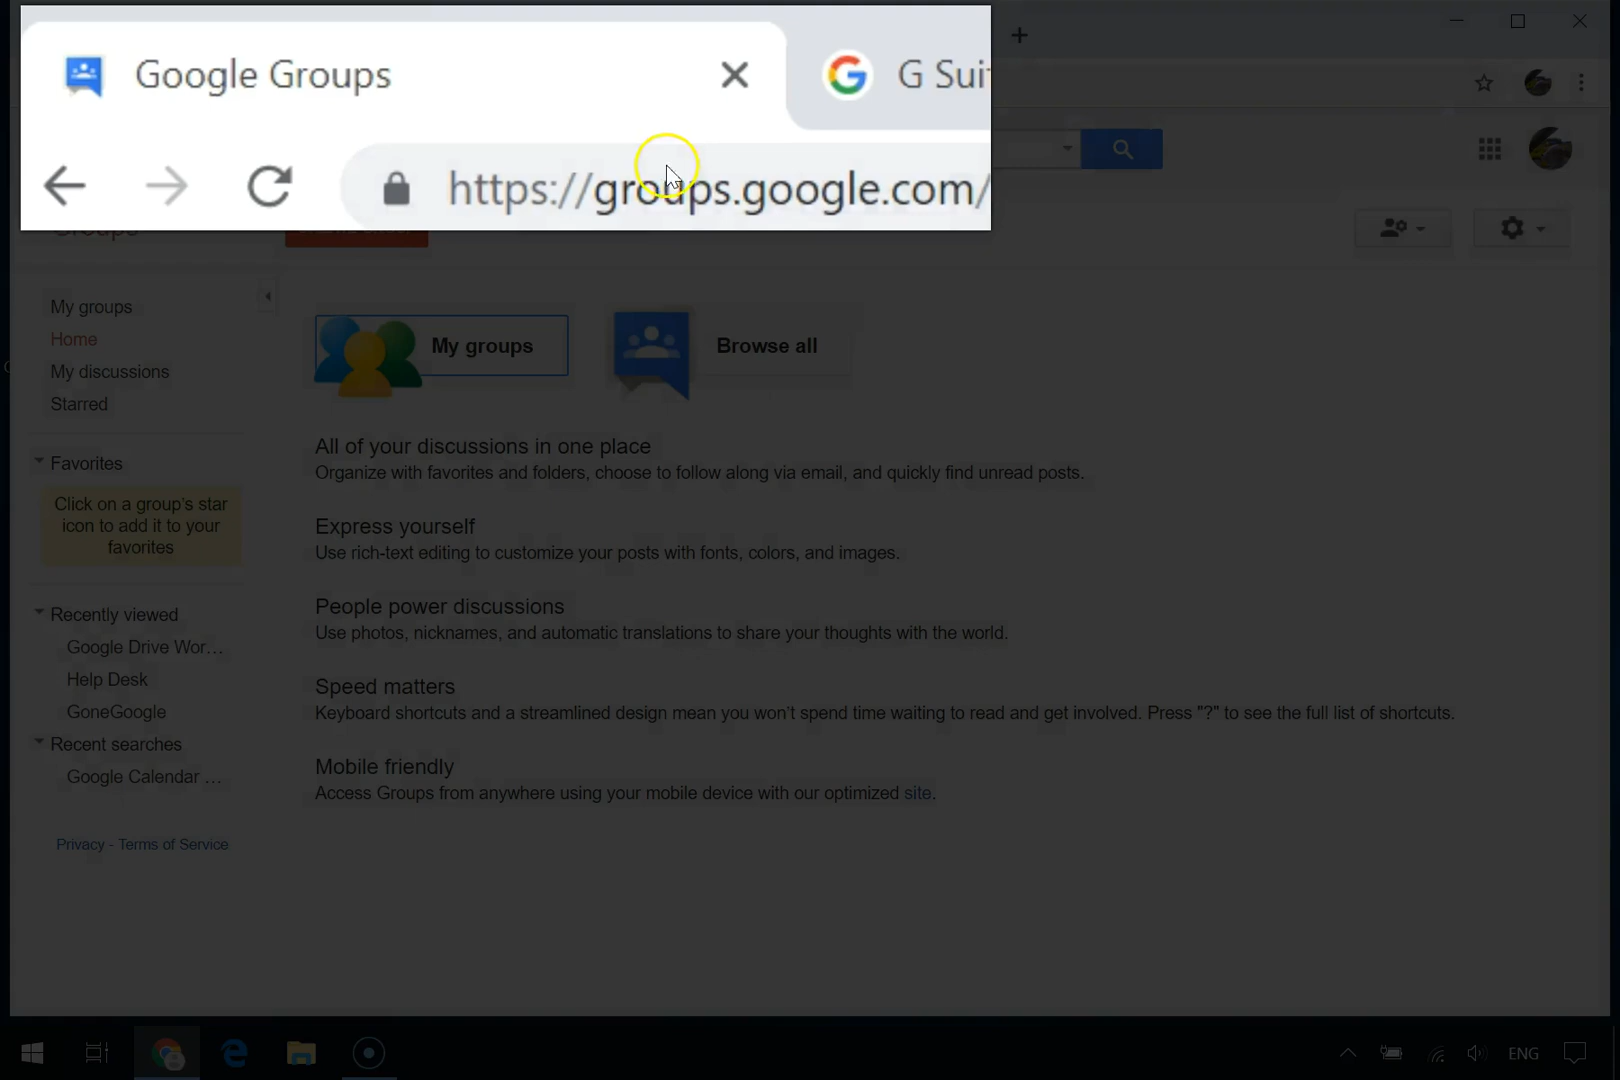 Google Groups
G Sui
https://groups.google.com/
Groups
My groups
Home
My discussions
Starred
Favorites
Click on a group's star
icon to add it to your
favorites
Recently viewed
Google Drive Wor...
Help Desk
GoneGoogle
Recent searches
Google Calendar ...
Privacy - Terms of Service
My groups
Browse all
All of your discussions in one place
Organize with favorites and folders, choose to follow along via email, and quickly find unread posts.
Express yourself
Use rich-text editing to customize your posts with fonts, colors, and images.
People power discussions
Use photos, nicknames, and automatic translations to share your thoughts with the world.
Speed matters
Keyboard shortcuts and a streamlined design mean you won't spend time waiting to read and get involved. Press "?" to see the full list of shortcuts.
Mobile friendly
Access Groups from anywhere using your mobile device with our optimized site.
ENG